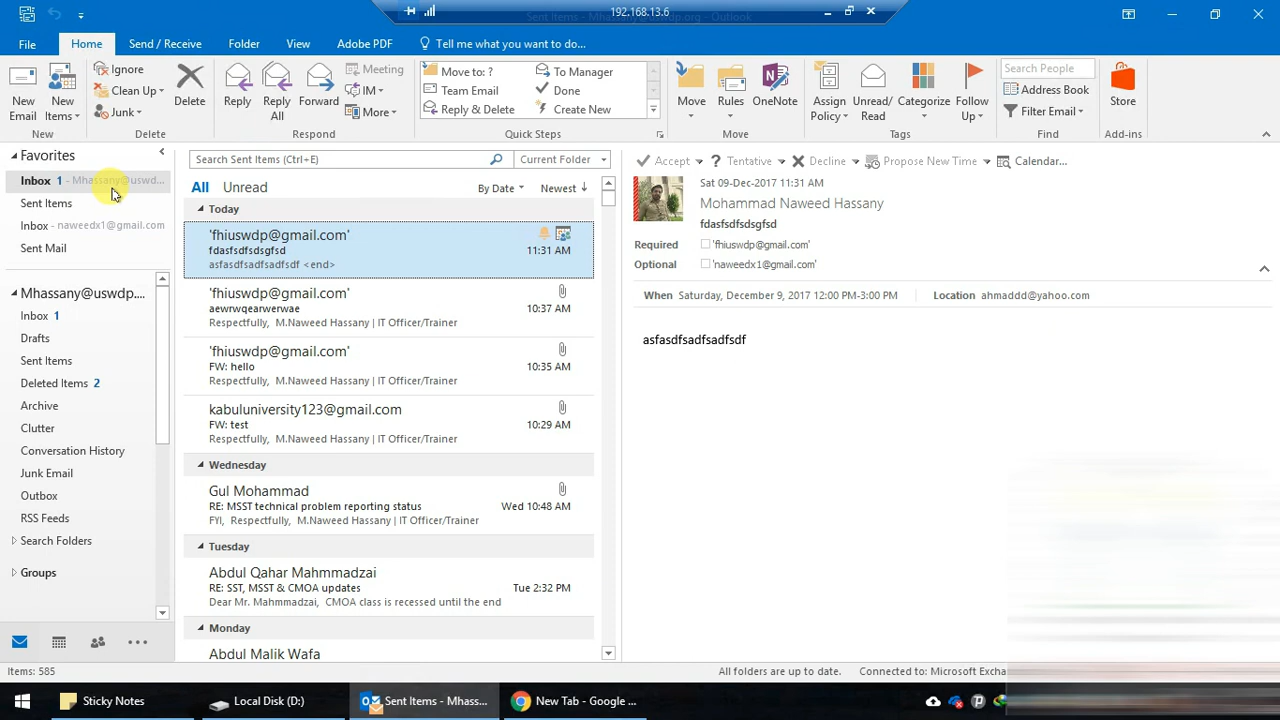 192.168.13.6
Sent Items - Mhassany@uswdp.org - Outlook
File
Home
Send / Receive
Folder
View
Adobe PDF
Tell me what you want to do...
New Email
New Items
New
Ignore
Clean Up
Junk
Delete
Delete
Reply
Reply All
Forward
Meeting
IM
More
Respond
Move to: ?
Team Email
Reply & Delete
To Manager
Done
Create New
Quick Steps
Move
Rules
OneNote
Move
Assign Policy
Unread/ Read
Categorize
Follow Up
Tags
Search People
Address Book
Filter Email
Find
Store
Add-ins
Favorites
Inbox 1 - Mhassany@uswd...
Sent Items
Inbox - naweedx1@gmail.com
Sent Mail
Mhassany@uswdp....
Inbox 1
Drafts
Sent Items
Deleted Items 2
Archive
Clutter
Conversation History
Junk Email
Outbox
RSS Feeds
Search Folders
Groups
Search Sent Items (Ctrl+E)
Current Folder
All
Unread
By Date
Newest
Today
'fhiuswdp@gmail.com'
fdasfsdfsdsgfsd
11:31 AM
asfasdfsadfsadfsdf <end>
'fhiuswdp@gmail.com'
aewrwqearwerwae
10:37 AM
Respectfully, M.Naweed Hassany | IT Officer/Trainer
'fhiuswdp@gmail.com'
FW: hello
10:35 AM
Respectfully, M.Naweed Hassany | IT Officer/Trainer
kabuluniversity123@gmail.com
FW: test
10:29 AM
Respectfully, M.Naweed Hassany | IT Officer/Trainer
Wednesday
Gul Mohammad
RE: MSST technical problem reporting status
Wed 10:48 AM
FYI, Respectfully, M.Naweed Hassany | IT Officer/Trainer
Tuesday
Abdul Qahar Mahmmadzai
RE: SST, MSST & CMOA updates
Tue 2:32 PM
Dear Mr. Mahmmadzai, CMOA class is recessed until the end
Monday
Abdul Malik Wafa
Accept
? Tentative
Decline
Propose New Time
Calendar...
Sat 09-Dec-2017 11:31 AM
Mohammad Naweed Hassany
fdasfsdfsdsgfsd
Required 'fhiuswdp@gmail.com'
Optional 'naweedx1@gmail.com'
When Saturday, December 9, 2017 12:00 PM-3:00 PM
Location ahmaddd@yahoo.com
asfasdfsadfsadfsdf
Items: 585
All folders are up to date.
Connected to: Microsoft Excha
Sticky Notes
Local Disk (D:)
Sent Items - Mhass...
New Tab - Google ...